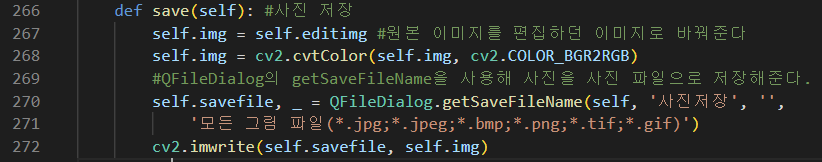 266 def save(self): #사진 저장
267 self.img = self.editimg #원본 이미지를 편집하던 이미지로 바꿔준다
268 self.img = cv2.cvtColor(self.img, cv2.COLOR_BGR2RGB)
269 #QFileDialog의 getSaveFileName을 사용해 사진을 사진 파일으로 저장해준다.
270 self.savefile, _ = QFileDialog.getSaveFileName(self, '사진저장', '',
271 '모든 그림 파일(*.jpg;*.jpeg;*.bmp;*.png;*.tif;*.gif)')
272 cv2.imwrite(self.savefile, self.img)